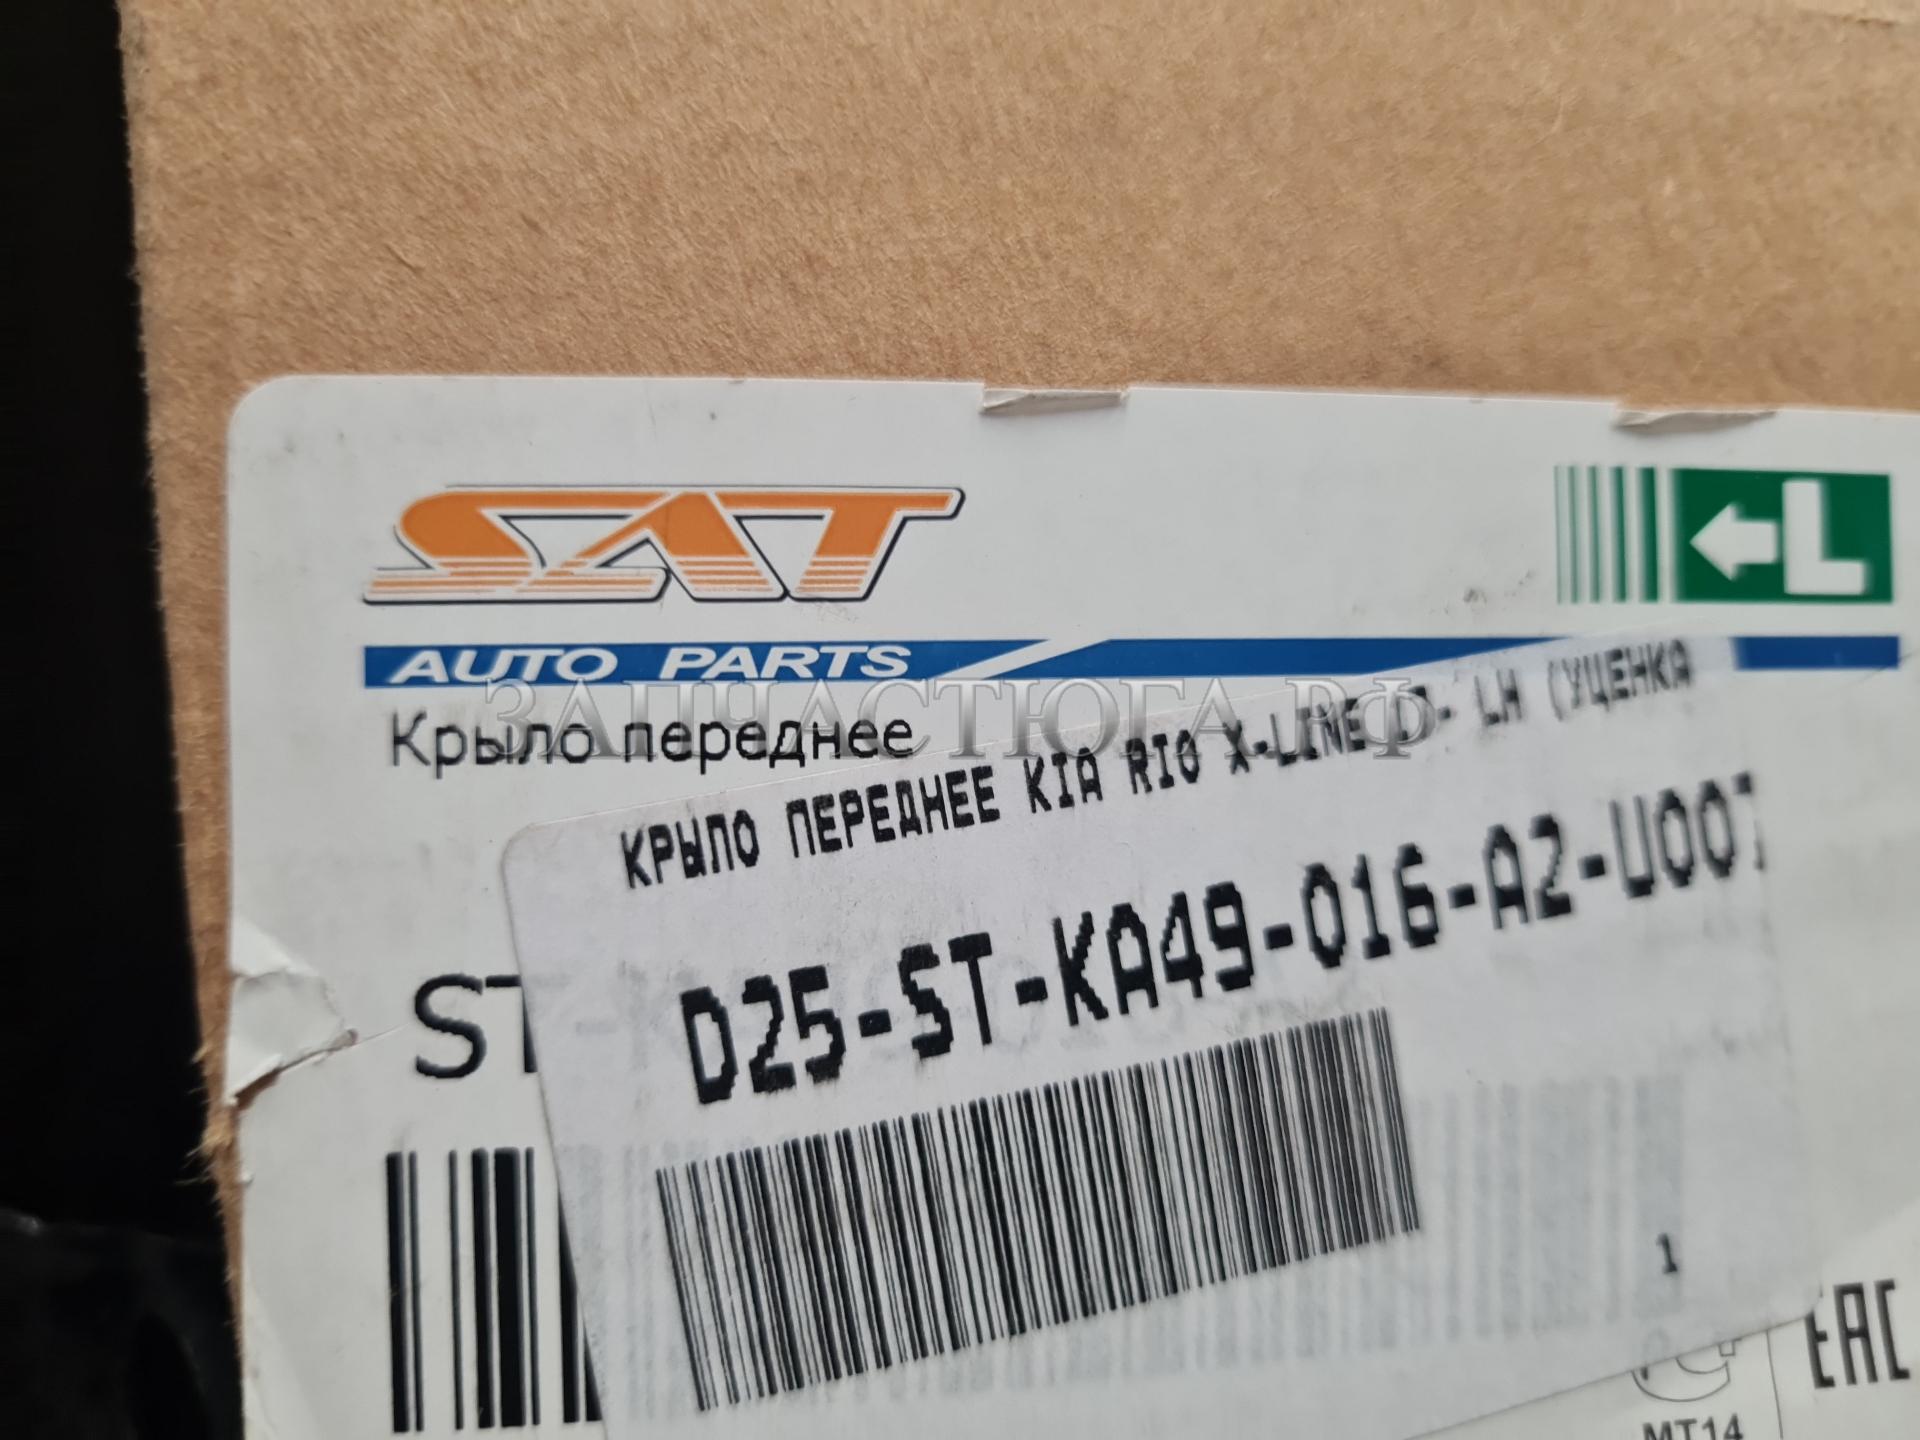 SAT
L
AUTO PARTS
ЗАПЧАСТЮГА.РФ
Крыло переднее
КРЫЛО ПЕРЕДНЕЕ KIA RIO X-LINE 17- LH (УЦЕНКА
ST
D25-ST-KA49-016-A2-U007
1
EAC
MT14